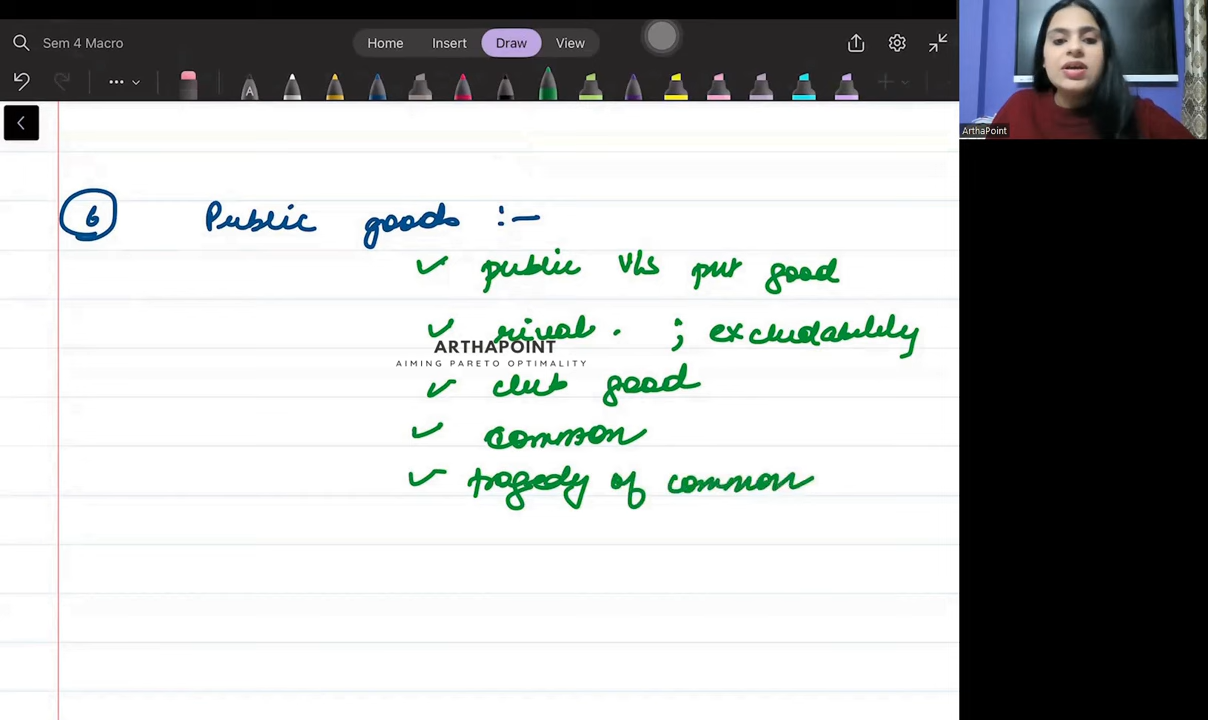 Sem 4 Macro
Home Insert Draw View
ArthaPoint
6 Public goods :-
✓ public v/s pvt good
✓ rival . ; excludability
ARTHAPOINT
AIMING PARETO OPTIMALITY
✓ club good
✓ common
✓ tragedy of common